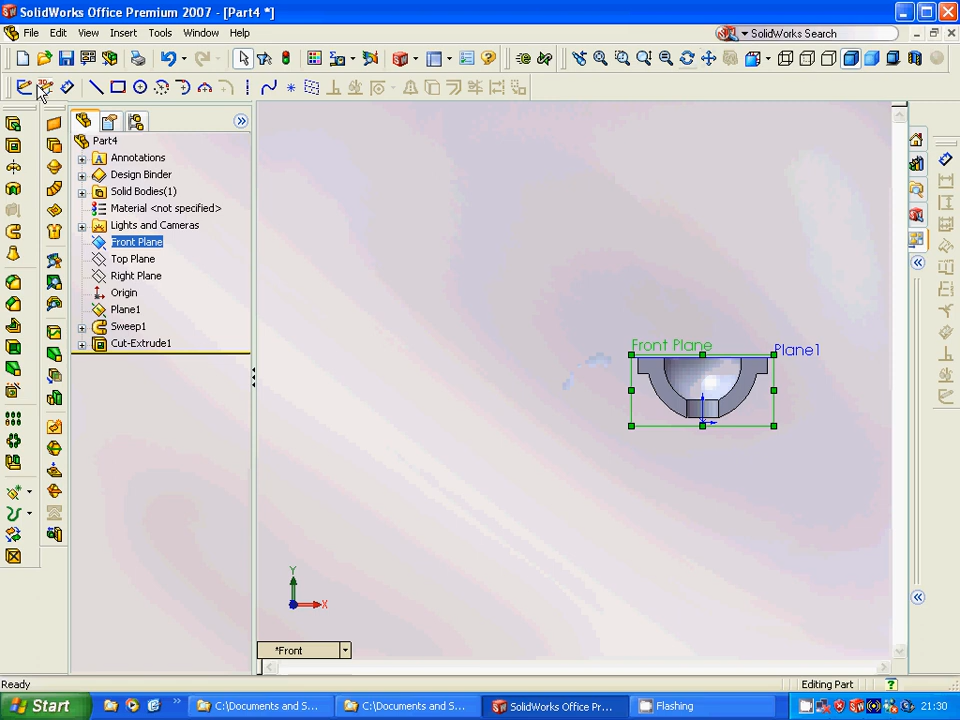 SolidWorks Office Premium 2007 - [Part4 *]
File Edit View Insert Tools Window Help
SolidWorks Search
3D
Part4
Annotations
Design Binder
Solid Bodies(1)
Material <not specified>
Lights and Cameras
Front Plane
Top Plane
Right Plane
Origin
Plane1
Sweep1
Cut-Extrude1
Front Plane
Plane1
Y
X
*Front
Ready
Editing Part
Start
C:\Documents and S...
C:\Documents and S...
SolidWorks Office Pr...
Flashing
21:30